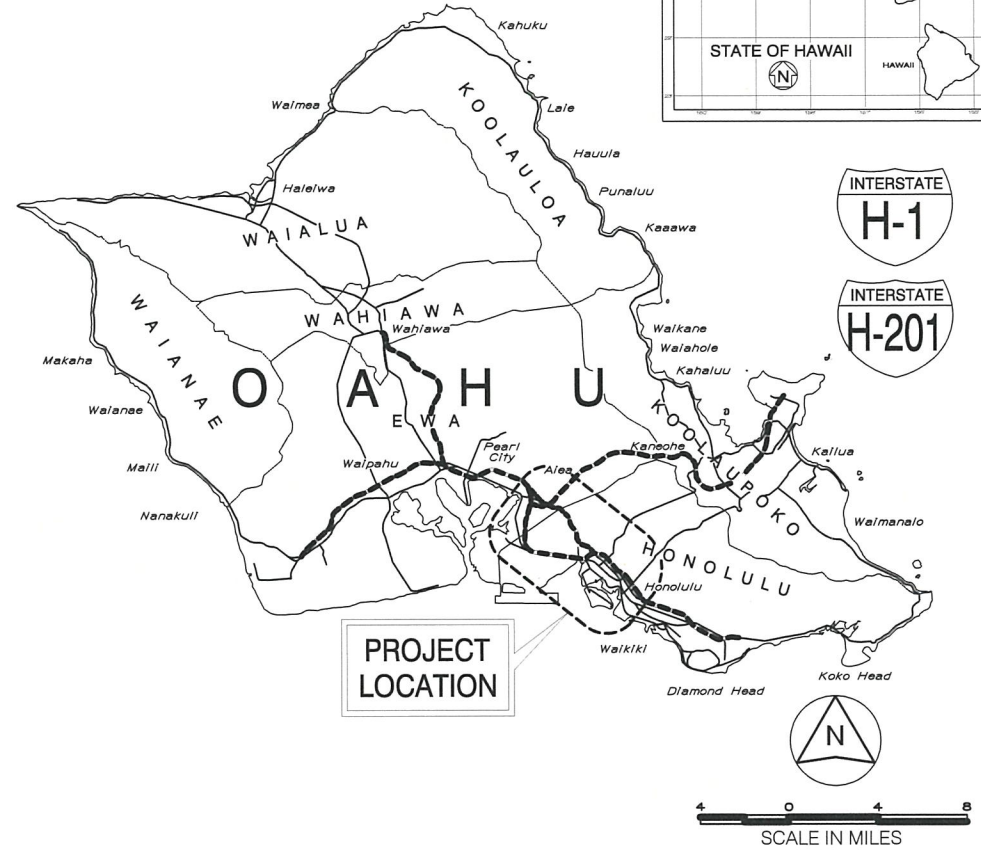 STATE OF HAWAII
HAWAII
N
Kahuku
Waimea
KOOLAULOA
Laie
Hauula
Haleiwa
Punaluu
INTERSTATE
H-1
WAIALUA
Kaaawa
INTERSTATE
H-201
WAIANAE
WAHIAWA
Wahiawa
Waikane
Waiahole
Makaha
Kahaluu
OAHU
Waianae
KOOLAUPOKO
EWA
Waipahu
Pearl
City
Aiea
Kaneohe
Kailua
Maili
Nanakuli
Waimanalo
HONOLULU
Honolulu
PROJECT
LOCATION
Waikiki
Diamond Head
Koko Head
N
4 0 4 8
SCALE IN MILES